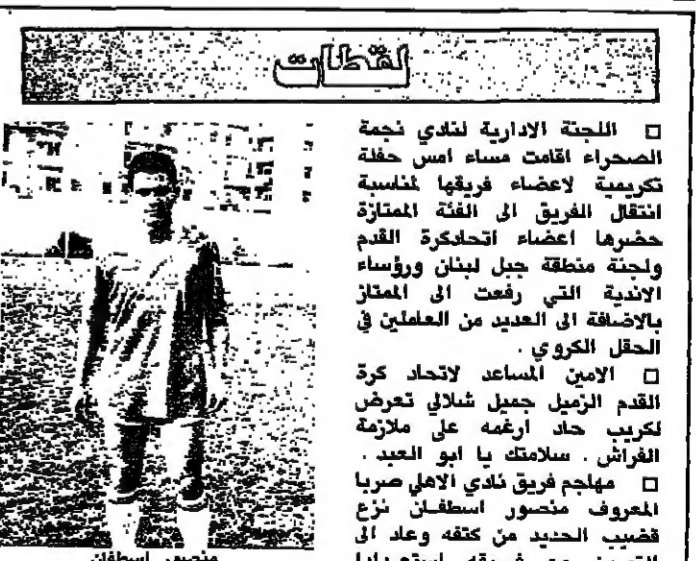 لقطات
□ اللجنة الادارية لنادي نجمة
الصحراء اقامت مساء امس حفلة
تكريمية لاعضاء فريقها لمناسبة
انتقال الفريق الى الفئة الممتازة
حضرها اعضاء اتحادكرة القدم
ولجنة منطقة جبل لبنان ورؤساء
الاندية التي رفعت الى الممتاز
بالاضافة الى العديد من العاملين في
الحقل الكروي .
□ الامين المساعد لاتحاد كرة
القدم الزميل جميل شلالي تعرض
لكريب حاد ارغمه على ملازمة
الفراش . سلامتك يا ابو العبد .
□ مهاجم فريق نادي الاهلي صربا
المعروف منصور اسطفان نزع
قضيب الحديد من كتفه وعاد الى
منصور اسطفان